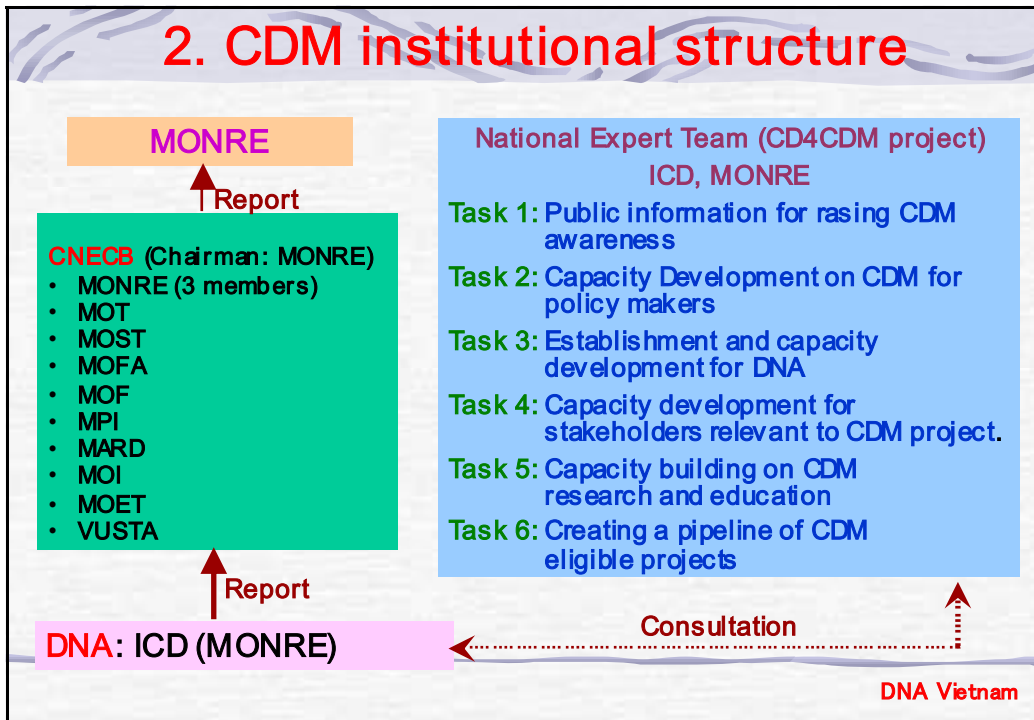 2. CDM institutional structure
MONRE
Report
CNECB (Chairman: MONRE)
• MONRE (3 members)
• MOT
• MOST
• MOFA
• MOF
• MPI
• MARD
• MOI
• MOET
• VUSTA
Report
DNA: ICD (MONRE)
National Expert Team (CD4CDM project)
ICD, MONRE
Task 1: Public information for rasing CDM
awareness
Task 2: Capacity Development on CDM for
policy makers
Task 3: Establishment and capacity
development for DNA
Task 4: Capacity development for
stakeholders relevant to CDM project.
Task 5: Capacity building on CDM
research and education
Task 6: Creating a pipeline of CDM
eligible projects
Consultation
DNA Vietnam